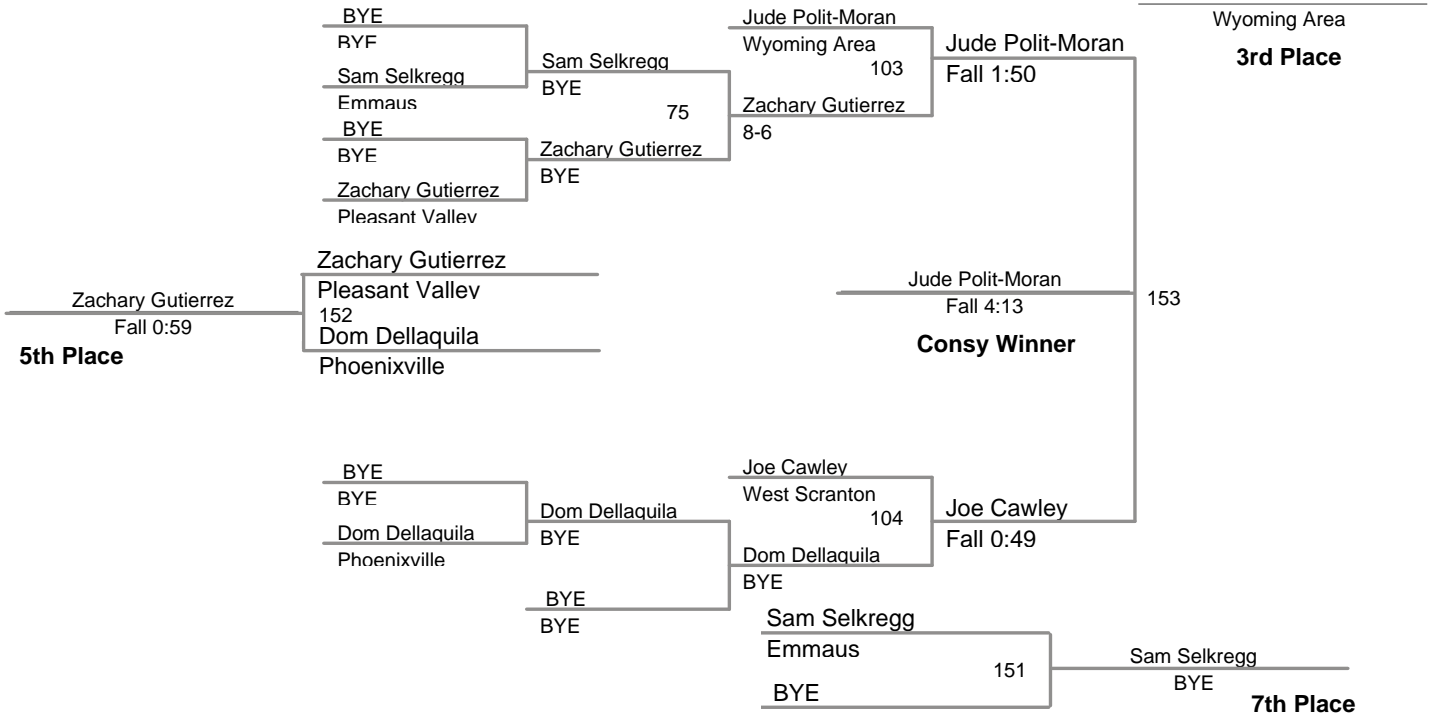 BYE
BYE
Sam Selkregg
Emmaus
BYE
BYE
Zachary Gutierrez
Pleasant Valley
Sam Selkregg
BYE
75
Zachary Gutierrez
BYE
Jude Polit-Moran
Wyoming Area
103
Zachary Gutierrez
8-6
Jude Polit-Moran
Fall 1:50
Wyoming Area
3rd Place
Zachary Gutierrez
Fall 0:59
5th Place
Zachary Gutierrez
Pleasant Valley
152
Dom Dellaquila
Phoenixville
Jude Polit-Moran
Fall 4:13
Consy Winner
153
BYE
BYE
Dom Dellaquila
Phoenixville
Dom Dellaquila
BYE
BYE
BYE
Joe Cawley
West Scranton
104
Dom Dellaquila
BYE
Joe Cawley
Fall 0:49
Sam Selkregg
Emmaus
151
BYE
Sam Selkregg
BYE
7th Place